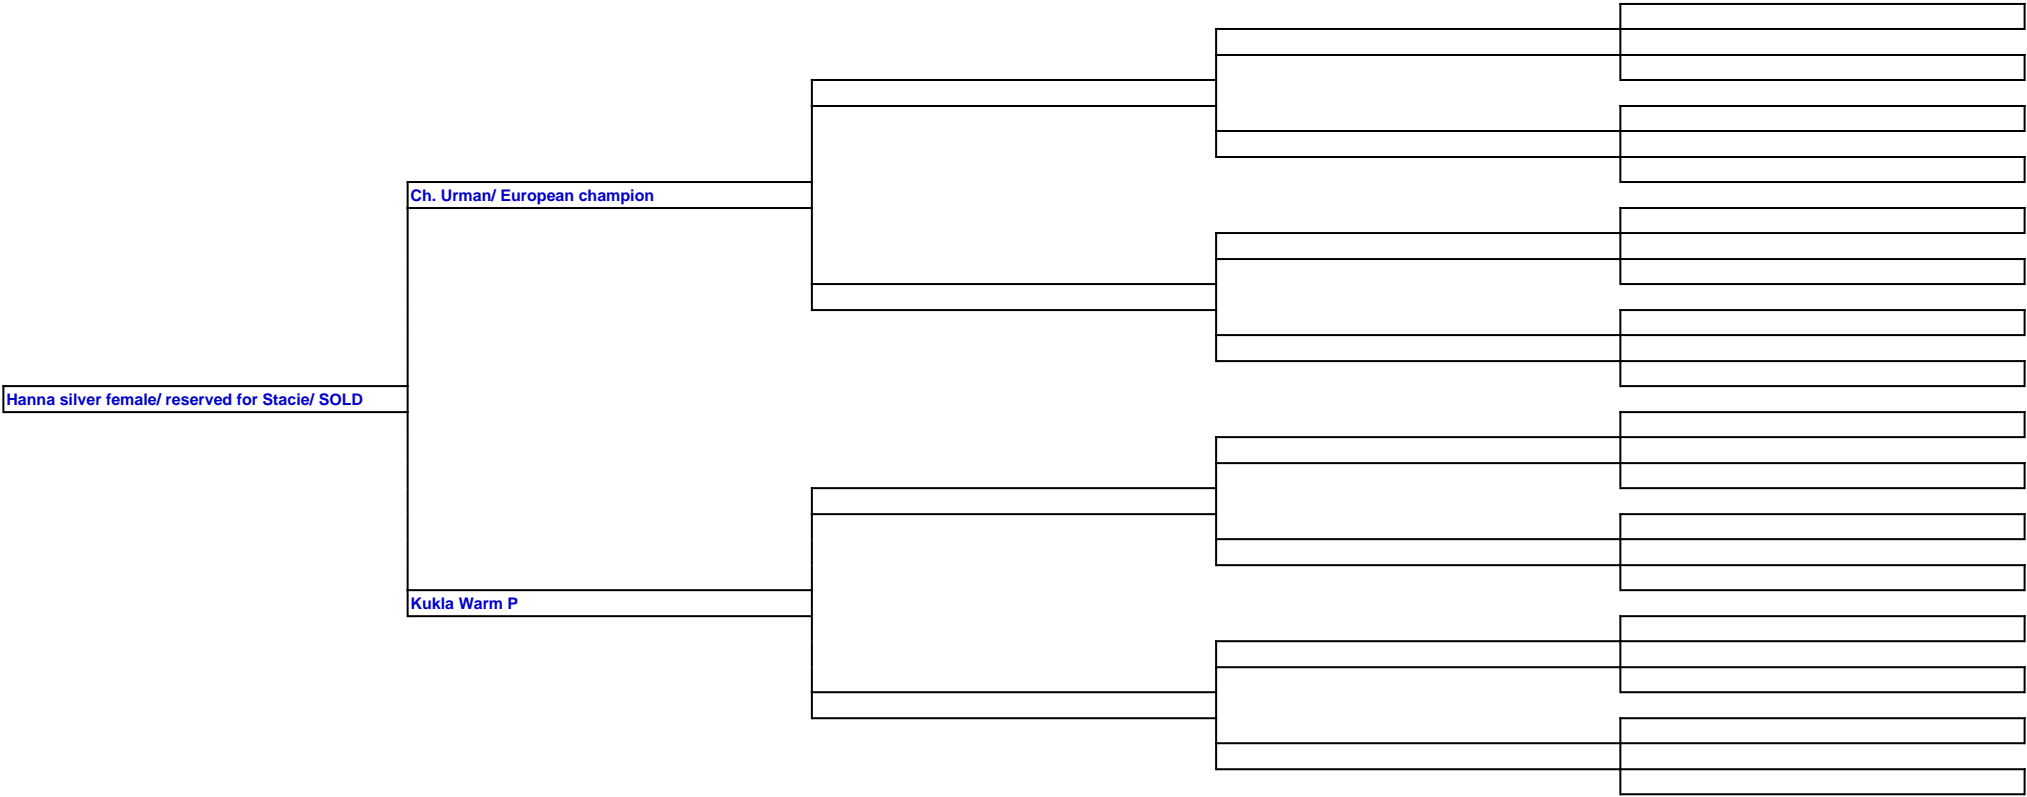 Ch. Urman/ European champion
Hanna silver female/ reserved for Stacie/ SOLD
Kukla Warm P